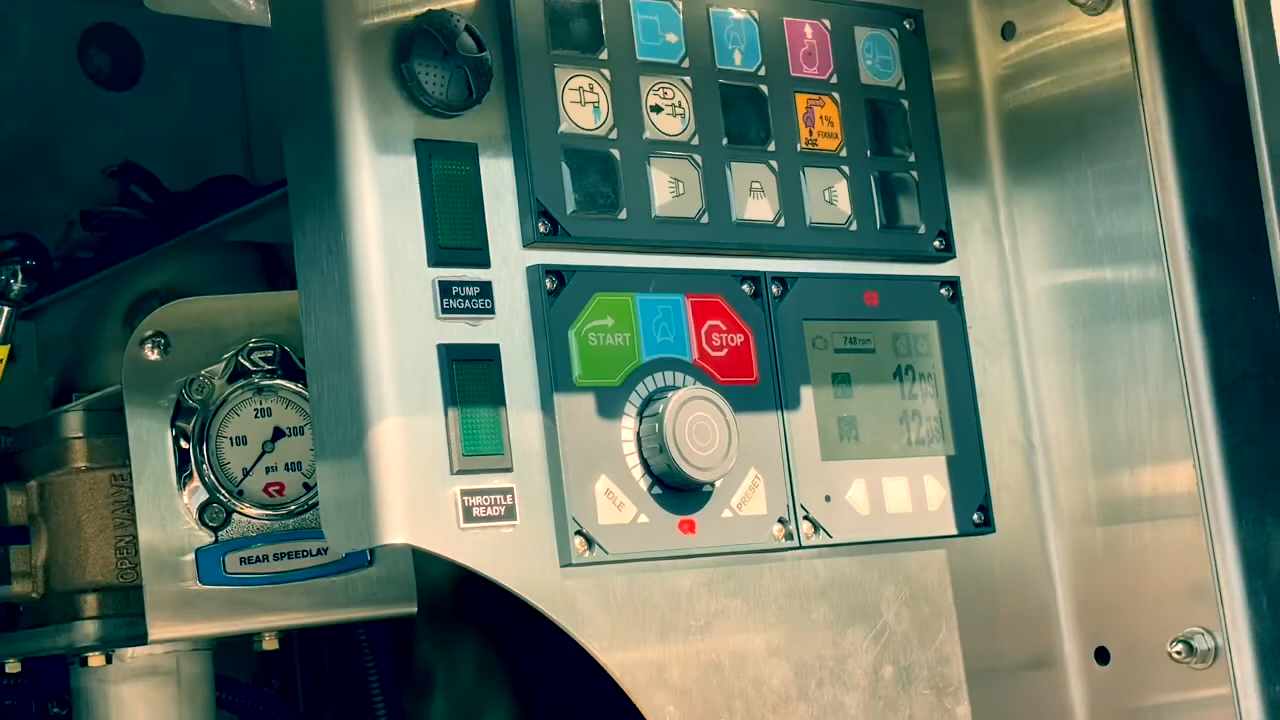 1%
FIXMIX
PUMP
ENGAGED
START
STOP
748 rpm
12 psi
12 psi
200
100
300
0
psi
400
REAR SPEEDLAY
OPEN VALVE
THROTTLE
READY
IDLE
PRESET